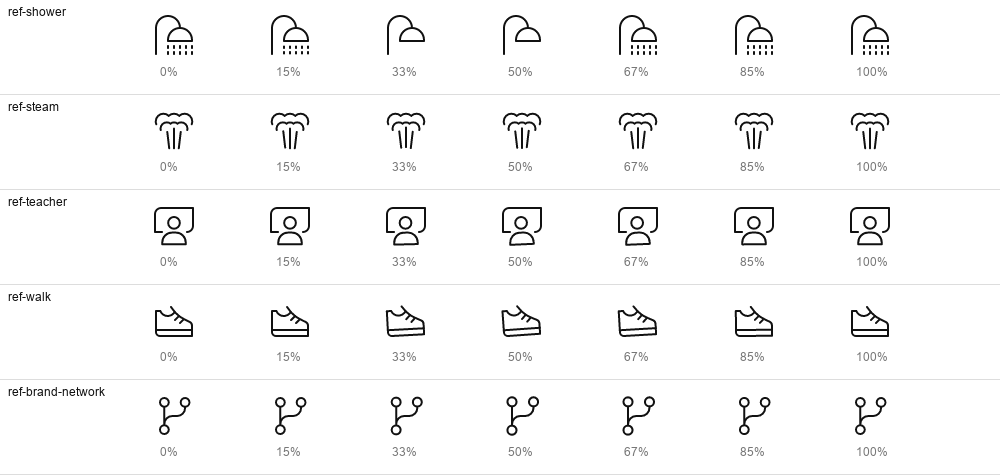 ref-shower
0% 15% 33% 50% 67% 85% 100%
ref-steam
0% 15% 33% 50% 67% 85% 100%
ref-teacher
0% 15% 33% 50% 67% 85% 100%
ref-walk
0% 15% 33% 50% 67% 85% 100%
ref-brand-network
0% 15% 33% 50% 67% 85% 100%